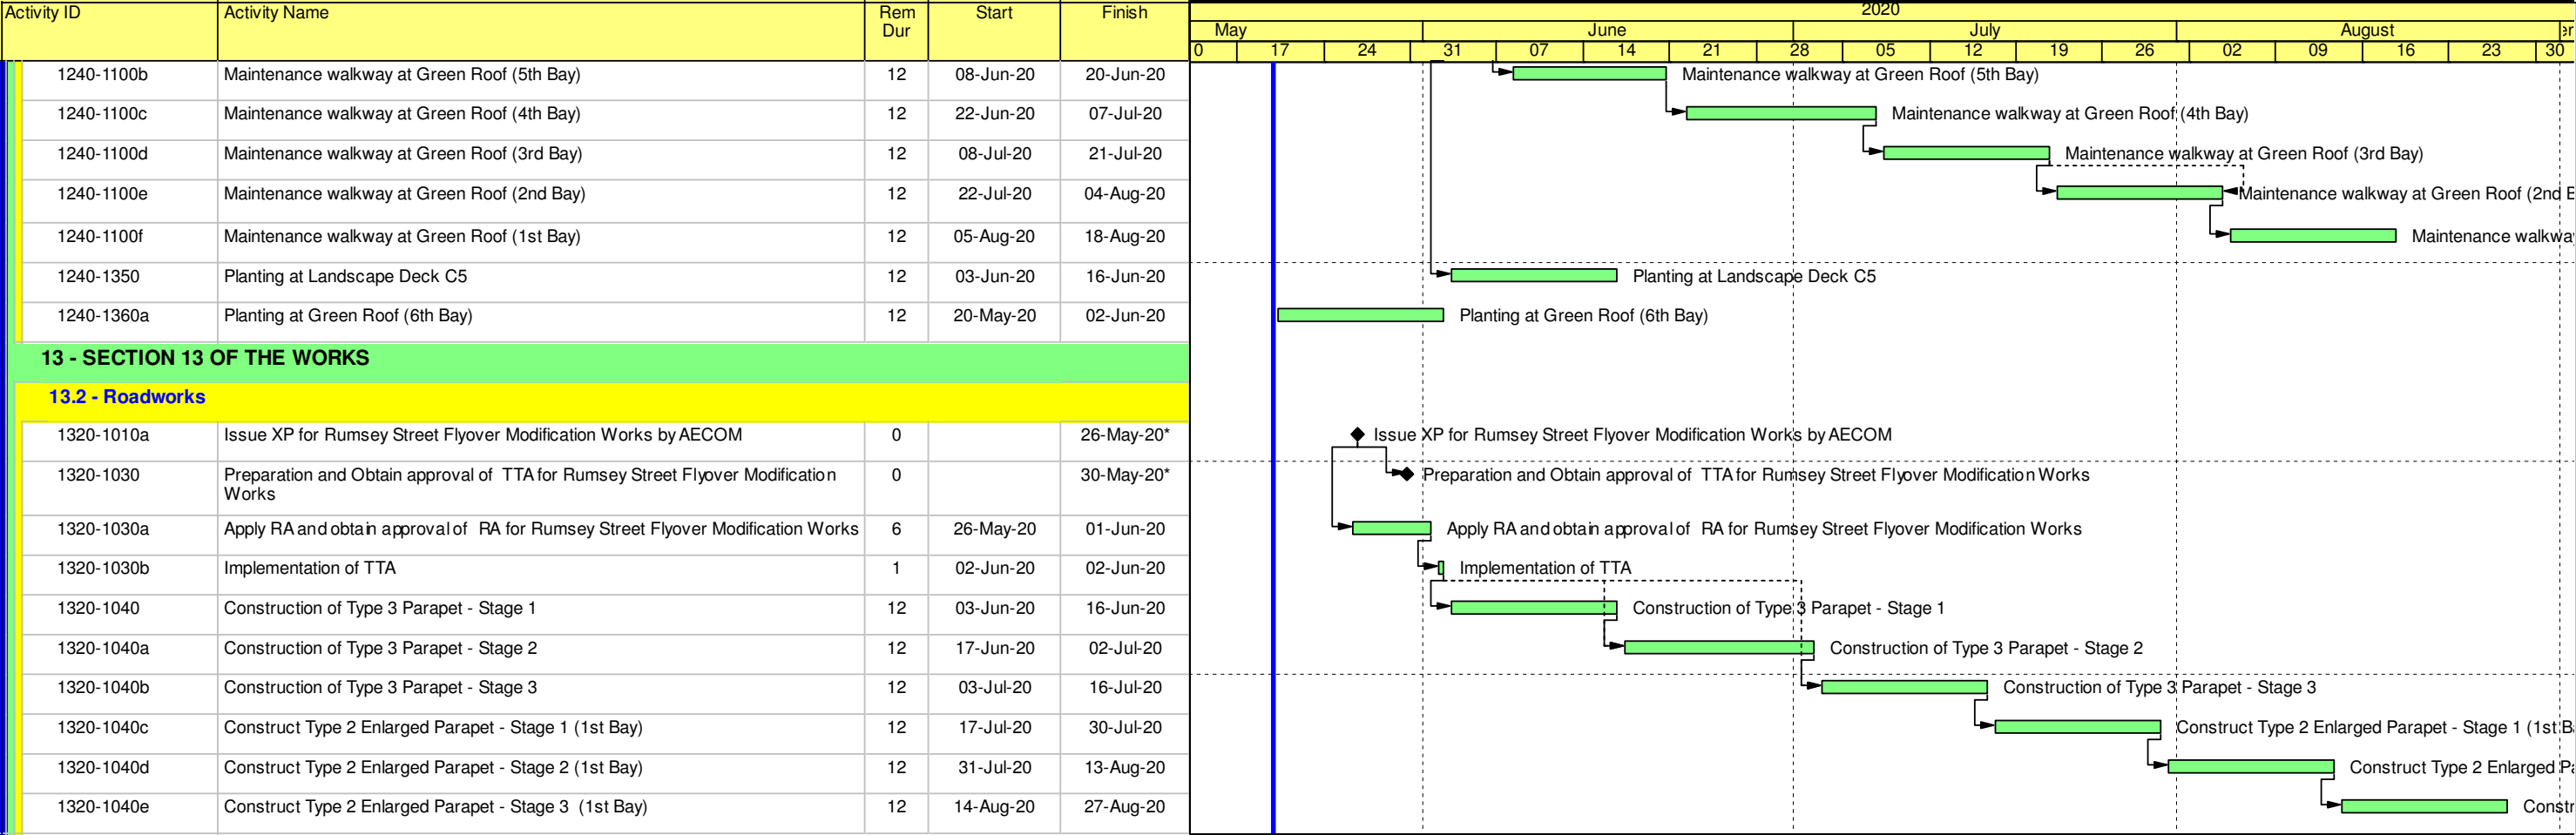 Activity ID Activity Name Rem Dur Start Finish
2020
May June July August
0 17 24 31 07 14 21 28 05 12 19 26 02 09 16 23 30
1240-1100b Maintenance walkway at Green Roof (5th Bay) 12 08-Jun-20 20-Jun-20 Maintenance walkway at Green Roof (5th Bay)
1240-1100c Maintenance walkway at Green Roof (4th Bay) 12 22-Jun-20 07-Jul-20 Maintenance walkway at Green Roof (4th Bay)
1240-1100d Maintenance walkway at Green Roof (3rd Bay) 12 08-Jul-20 21-Jul-20 Maintenance walkway at Green Roof (3rd Bay)
1240-1100e Maintenance walkway at Green Roof (2nd Bay) 12 22-Jul-20 04-Aug-20 Maintenance walkway at Green Roof (2nd B
1240-1100f Maintenance walkway at Green Roof (1st Bay) 12 05-Aug-20 18-Aug-20 Maintenance walkway
1240-1350 Planting at Landscape Deck C5 12 03-Jun-20 16-Jun-20 Planting at Landscape Deck C5
1240-1360a Planting at Green Roof (6th Bay) 12 20-May-20 02-Jun-20 Planting at Green Roof (6th Bay)
13 - SECTION 13 OF THE WORKS
13.2 - Roadworks
1320-1010a Issue XP for Rumsey Street Flyover Modification Works by AECOM 0 26-May-20* Issue XP for Rumsey Street Flyover Modification Works by AECOM
1320-1030 Preparation and Obtain approval of TTA for Rumsey Street Flyover Modification Works 0 30-May-20* Preparation and Obtain approval of TTA for Rumsey Street Flyover Modification Works
1320-1030a Apply RA and obtain approval of RA for Rumsey Street Flyover Modification Works 6 26-May-20 01-Jun-20 Apply RA and obtain approval of RA for Rumsey Street Flyover Modification Works
1320-1030b Implementation of TTA 1 02-Jun-20 02-Jun-20 Implementation of TTA
1320-1040 Construction of Type 3 Parapet - Stage 1 12 03-Jun-20 16-Jun-20 Construction of Type 3 Parapet - Stage 1
1320-1040a Construction of Type 3 Parapet - Stage 2 12 17-Jun-20 02-Jul-20 Construction of Type 3 Parapet - Stage 2
1320-1040b Construction of Type 3 Parapet - Stage 3 12 03-Jul-20 16-Jul-20 Construction of Type 3 Parapet - Stage 3
1320-1040c Construct Type 2 Enlarged Parapet - Stage 1 (1st Bay) 12 17-Jul-20 30-Jul-20 Construct Type 2 Enlarged Parapet - Stage 1 (1st B
1320-1040d Construct Type 2 Enlarged Parapet - Stage 2 (1st Bay) 12 31-Jul-20 13-Aug-20 Construct Type 2 Enlarged Pa
1320-1040e Construct Type 2 Enlarged Parapet - Stage 3 (1st Bay) 12 14-Aug-20 27-Aug-20 Constr